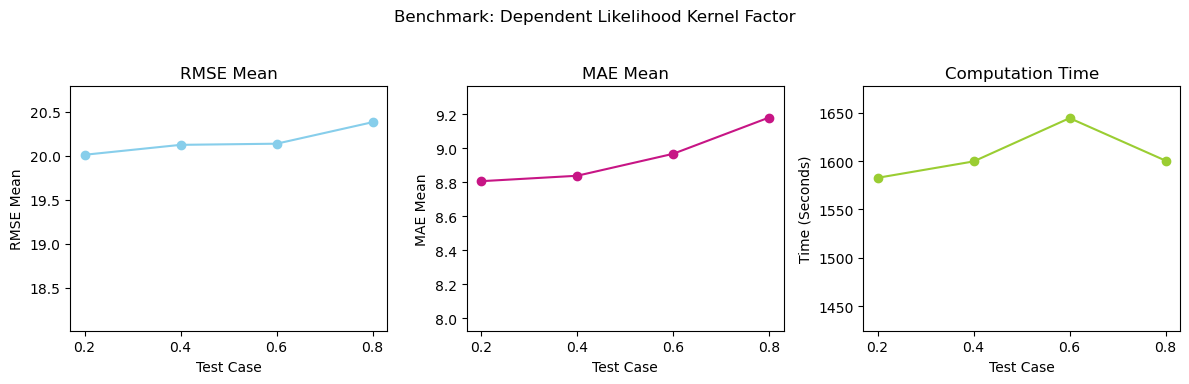 Benchmark: Dependent Likelihood Kernel Factor
RMSE Mean
RMSE Mean
20.5
20.0
19.5
19.0
18.5
0.2 0.4 0.6 0.8
Test Case
MAE Mean
MAE Mean
9.2
9.0
8.8
8.6
8.4
8.2
8.0
0.2 0.4 0.6 0.8
Test Case
Computation Time
Time (Seconds)
1650
1600
1550
1500
1450
0.2 0.4 0.6 0.8
Test Case